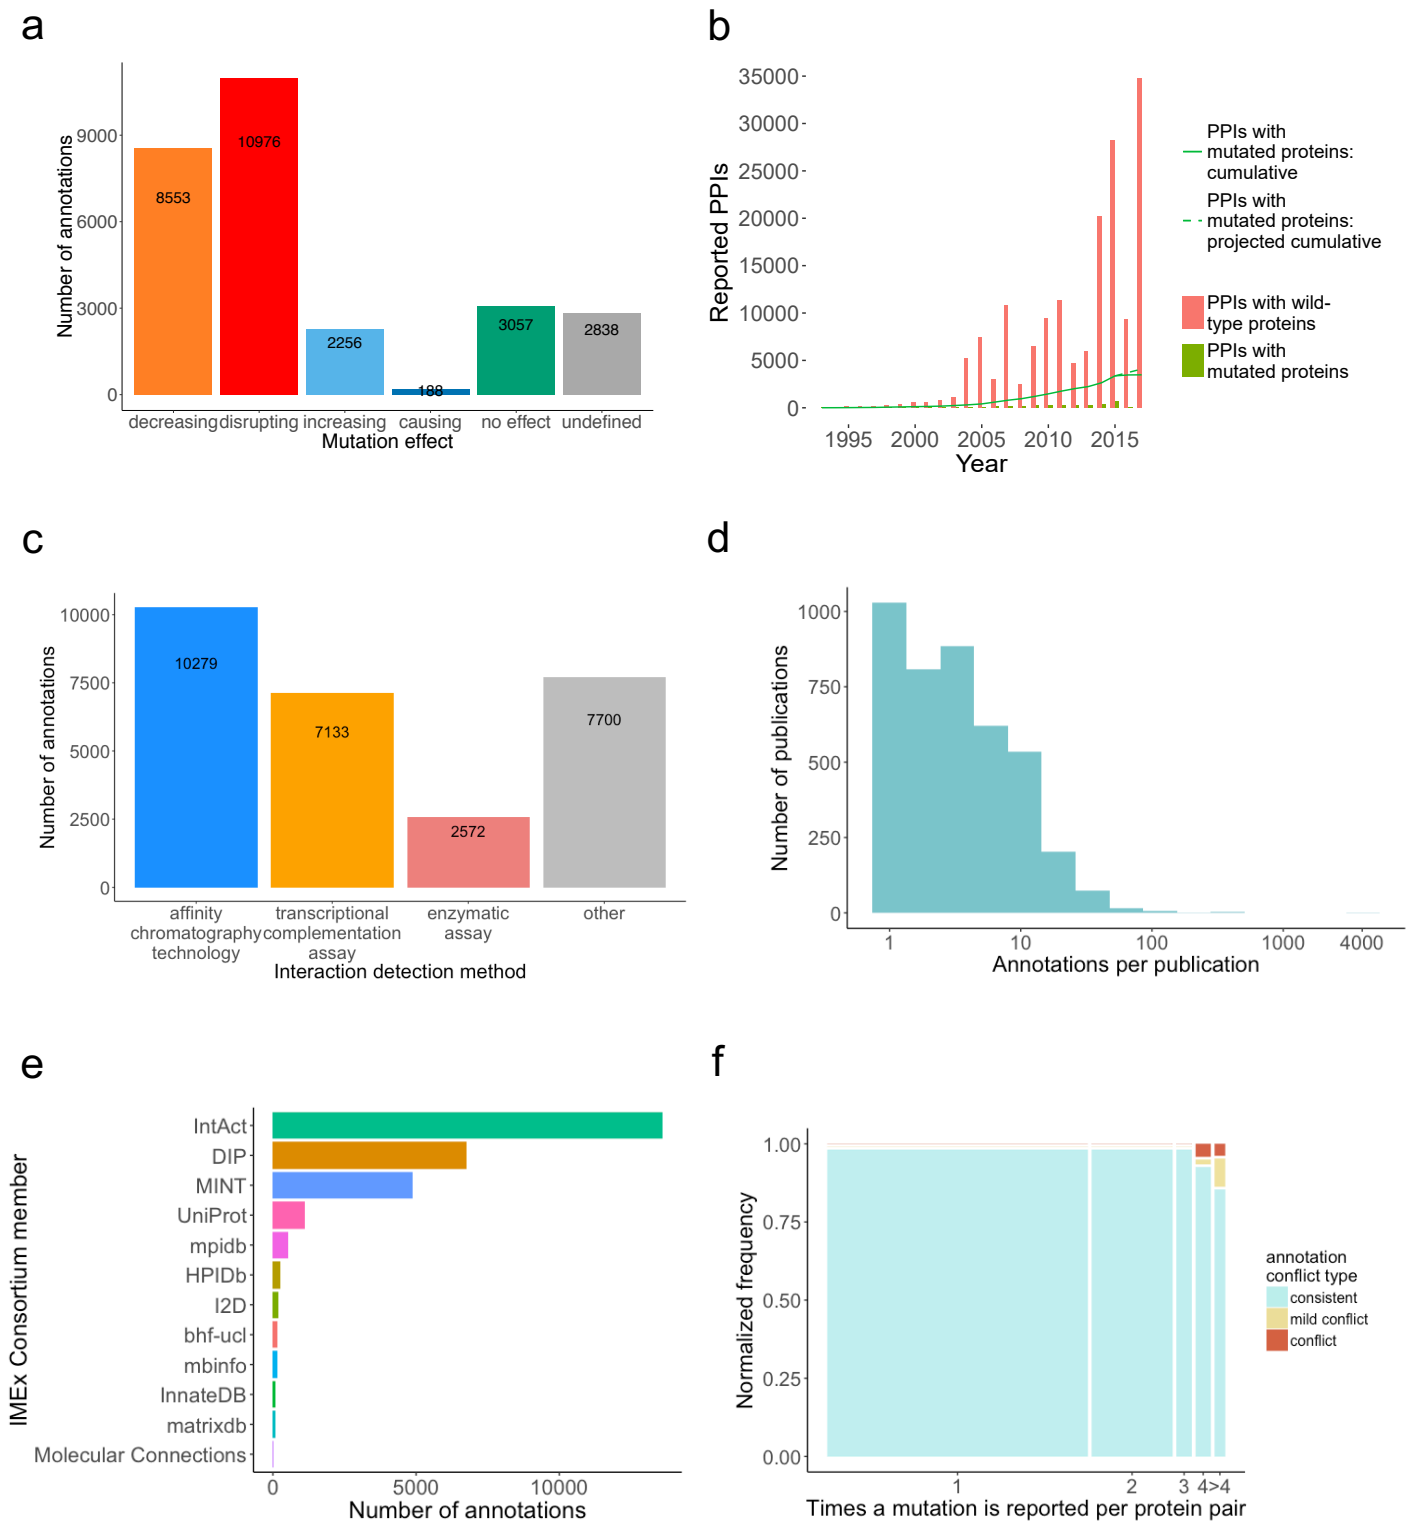 a
Number of annotations
9000
6000
3000
0
8553
10976
2256
188
3057
2838
decreasing disrupting increasing causing no effect undefined
Mutation effect
b
Reported PPIs
35000
30000
25000
20000
15000
10000
5000
0
1995 2000 2005 2010 2015
Year
PPIs with
mutated proteins:
cumulative
PPIs with
mutated proteins:
projected cumulative
PPIs with wild-
type proteins
PPIs with
mutated proteins
c
Number of annotations
10000
7500
5000
2500
0
10279
7133
2572
7700
affinity
chromatography
technology
transcriptional
complementation
assay
enzymatic
assay
other
Interaction detection method
d
Number of publications
1000
750
500
250
0
1 10 100 1000 4000
Annotations per publication
e
IMEx Consortium member
IntAct
DIP
MINT
UniProt
mpidb
HPIDb
I2D
bhf-ucl
mbinfo
InnateDB
matrixdb
Molecular Connections
0 5000 10000
Number of annotations
f
Normalized frequency
1.00
0.75
0.50
0.25
0.00
1 2 3 4 >4
Times a mutation is reported per protein pair
annotation
conflict type
consistent
mild conflict
conflict